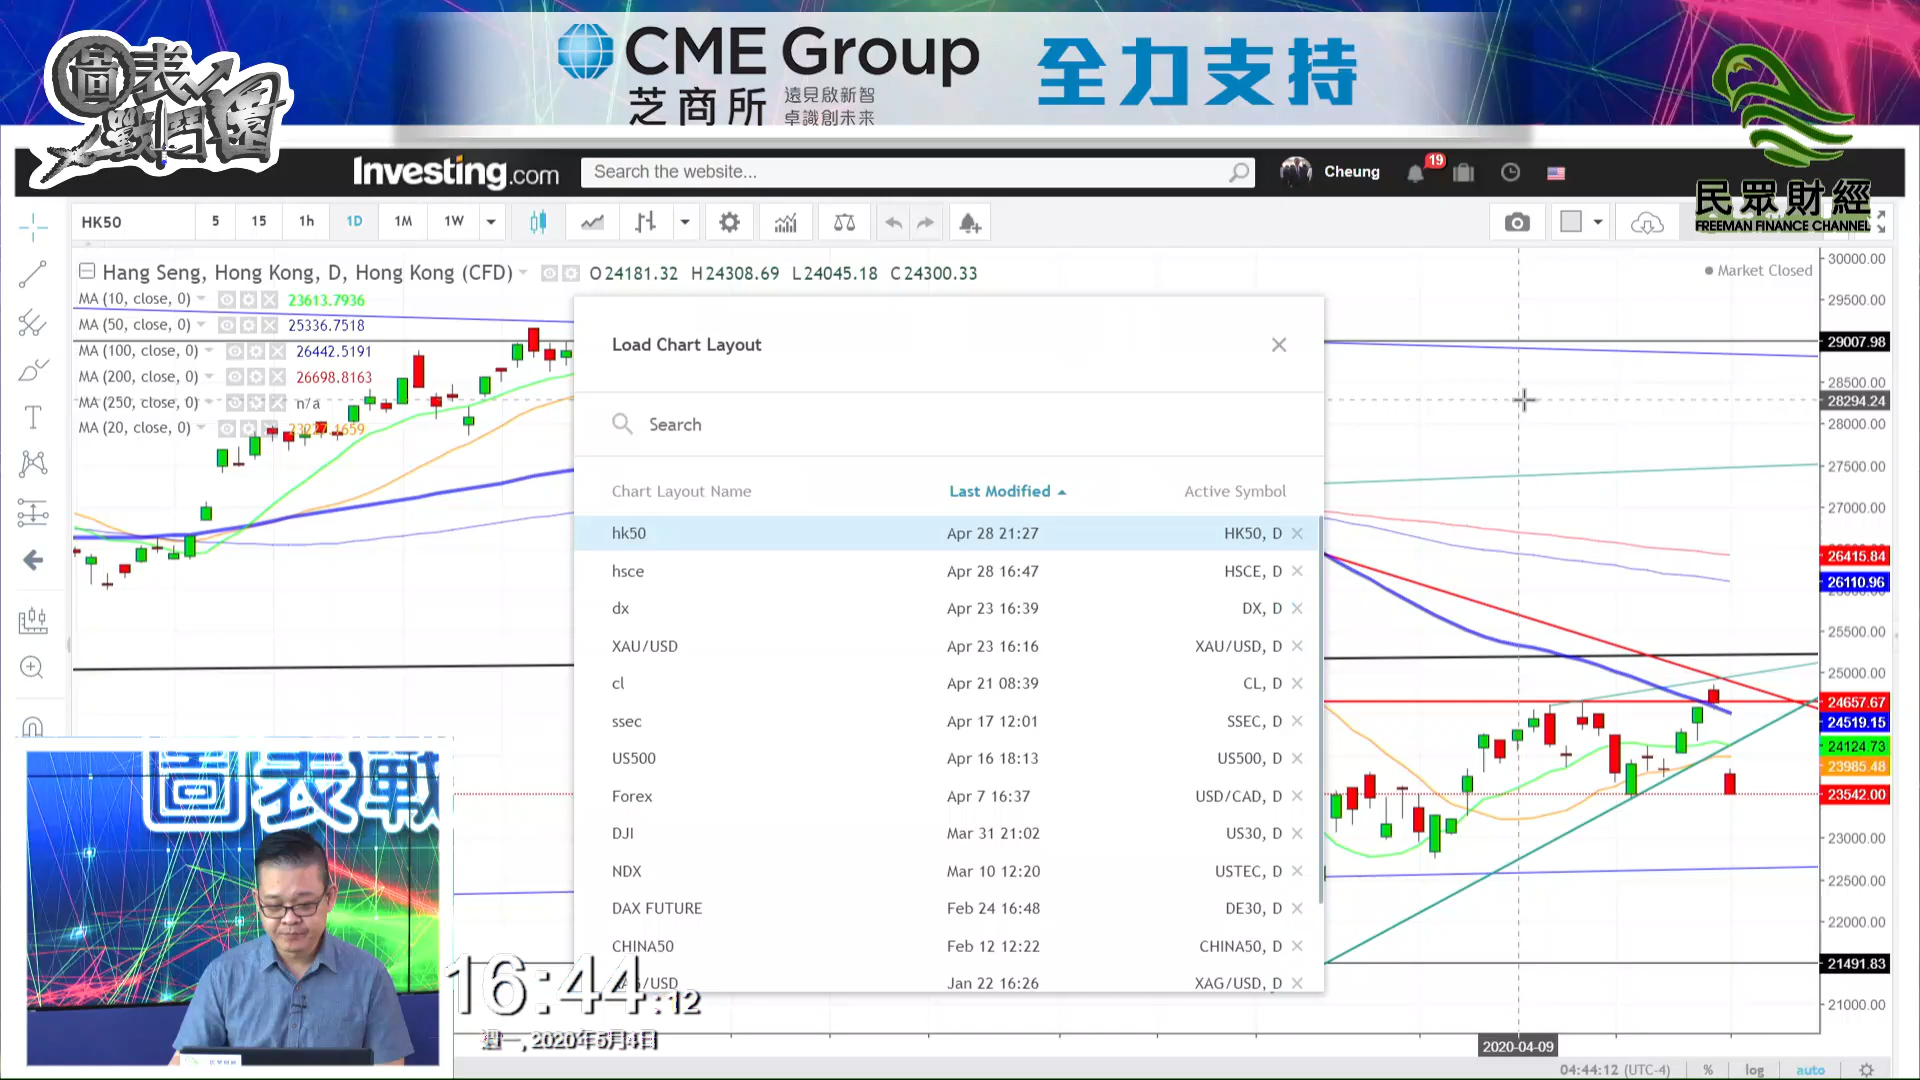 圖表戰鬥團
CME Group
芝商所
遠見啟新智
卓識創未來
全力支持
民眾財經
FREEMAN FINANCE CHANNEL
Investing.com
Search the website...
Cheung
19
HK50
5
15
1h
1D
1M
1W
Hang Seng, Hong Kong, D, Hong Kong (CFD)
O 24181.32 H 24308.69 L 24045.18 C 24300.33
Market Closed
MA (10, close, 0)
23613.7936
MA (50, close, 0)
25336.7518
MA (100, close, 0)
26442.5191
MA (200, close, 0)
26698.8163
MA (250, close, 0)
n/a
MA (20, close, 0)
23227.1659
Load Chart Layout
Search
Chart Layout Name Last Modified Active Symbol
hk50 Apr 28 21:27 HK50, D
hsce Apr 28 16:47 HSCE, D
dx Apr 23 16:39 DX, D
XAU/USD Apr 23 16:16 XAU/USD, D
cl Apr 21 08:39 CL, D
ssec Apr 17 12:01 SSEC, D
US500 Apr 16 18:13 US500, D
Forex Apr 7 16:37 USD/CAD, D
DJI Mar 31 21:02 US30, D
NDX Mar 10 12:20 USTEC, D
DAX FUTURE Feb 24 16:48 DE30, D
CHINA50 Feb 12 12:22 CHINA50, D
/USD Jan 22 16:26 XAG/USD, D
30000.00
29500.00
29007.98
28500.00
28294.24
28000.00
27500.00
27000.00
26415.84
26110.96
25500.00
25000.00
24657.67
24519.15
24124.73
23985.48
23542.00
23000.00
22500.00
22000.00
21491.83
21000.00
圖表戰
16:44:12
週一, 2020年5月4日
2020-04-09
04:44:12 (UTC-4)
%
log
auto